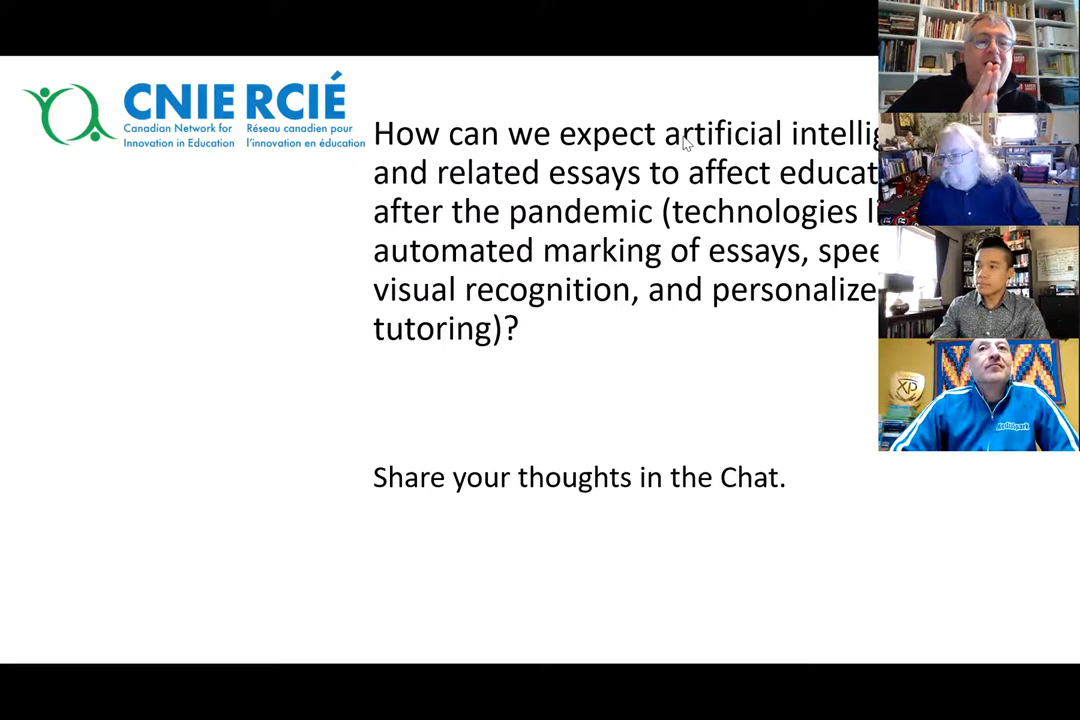 CNIE RCIÉ
Canadian Network for Innovation in Education
Réseau canadien pour l'innovation en éducation
How can we expect artificial intellig
and related essays to affect educat
after the pandemic (technologies l
automated marking of essays, spee
visual recognition, and personalize
tutoring)?
Share your thoughts in the Chat.
XP